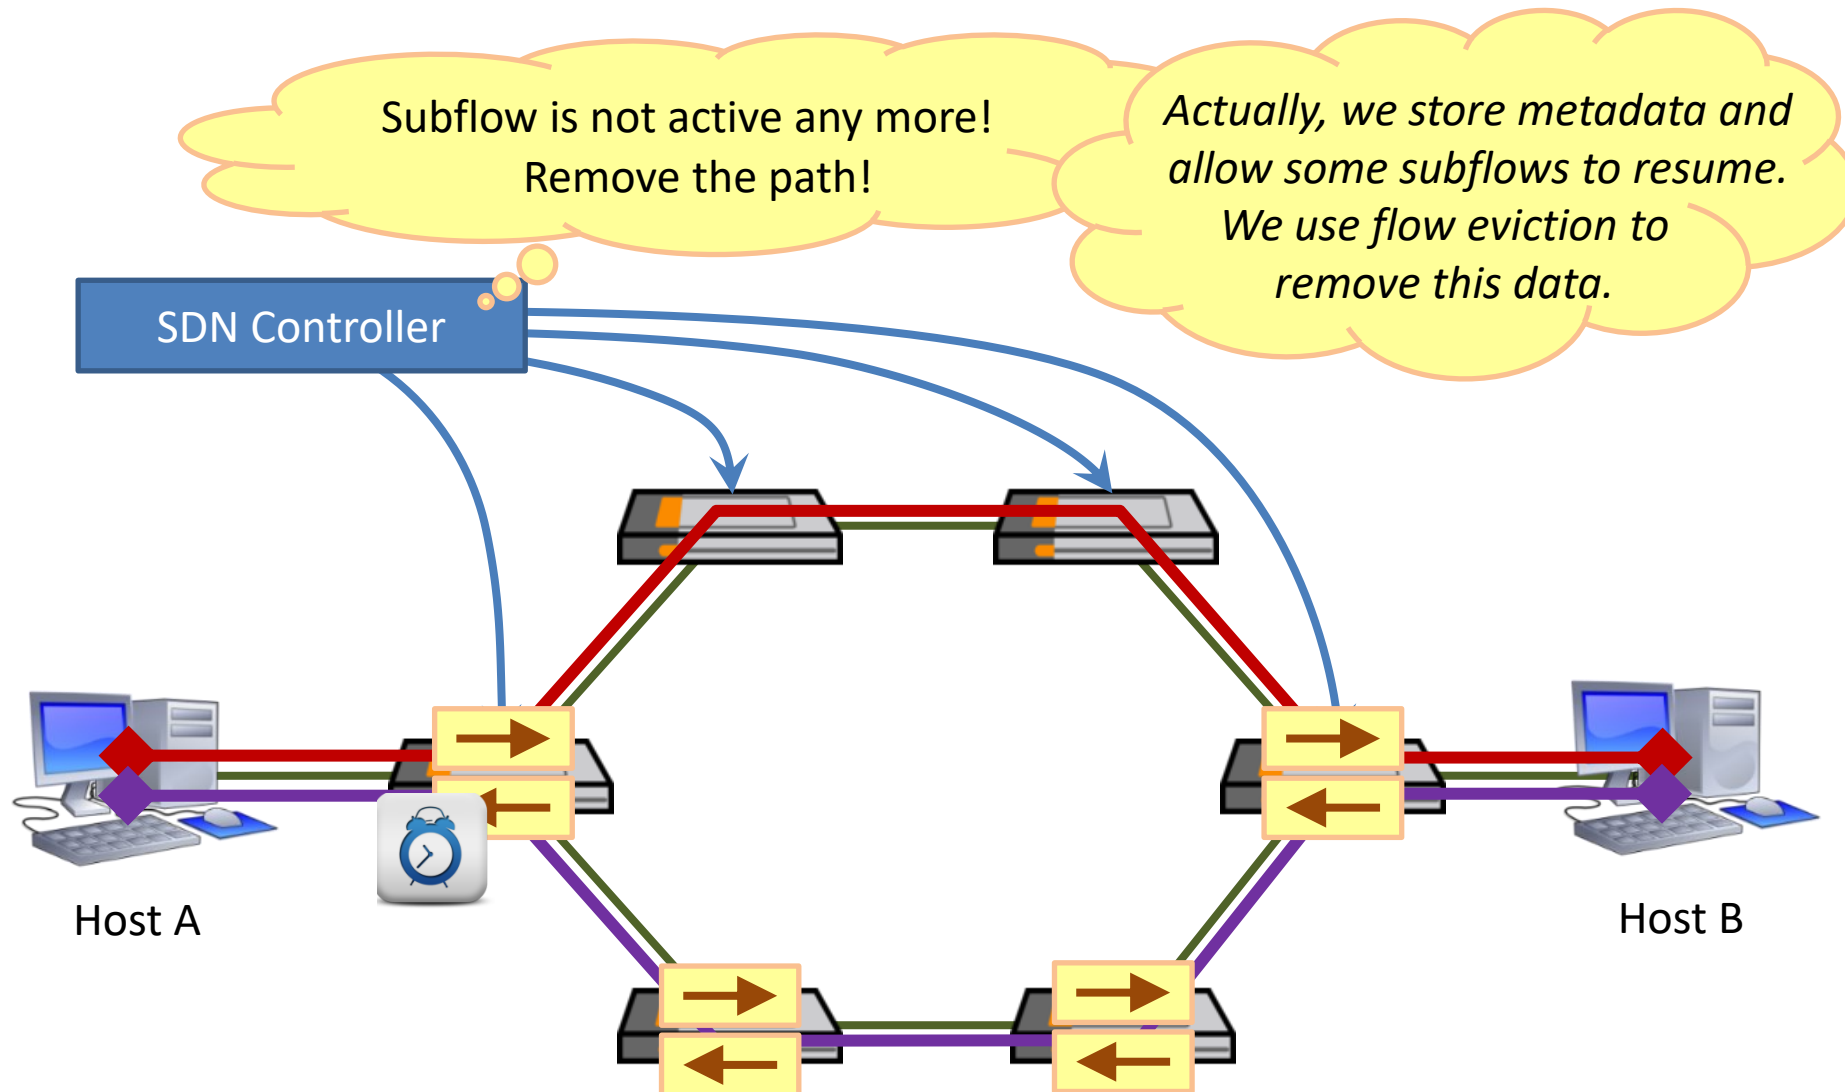 Subflow is not active any more!
Remove the path!
Actually, we store metadata and
allow some subflows to resume.
We use flow eviction to
remove this data.
SDN Controller
Host A
Host B